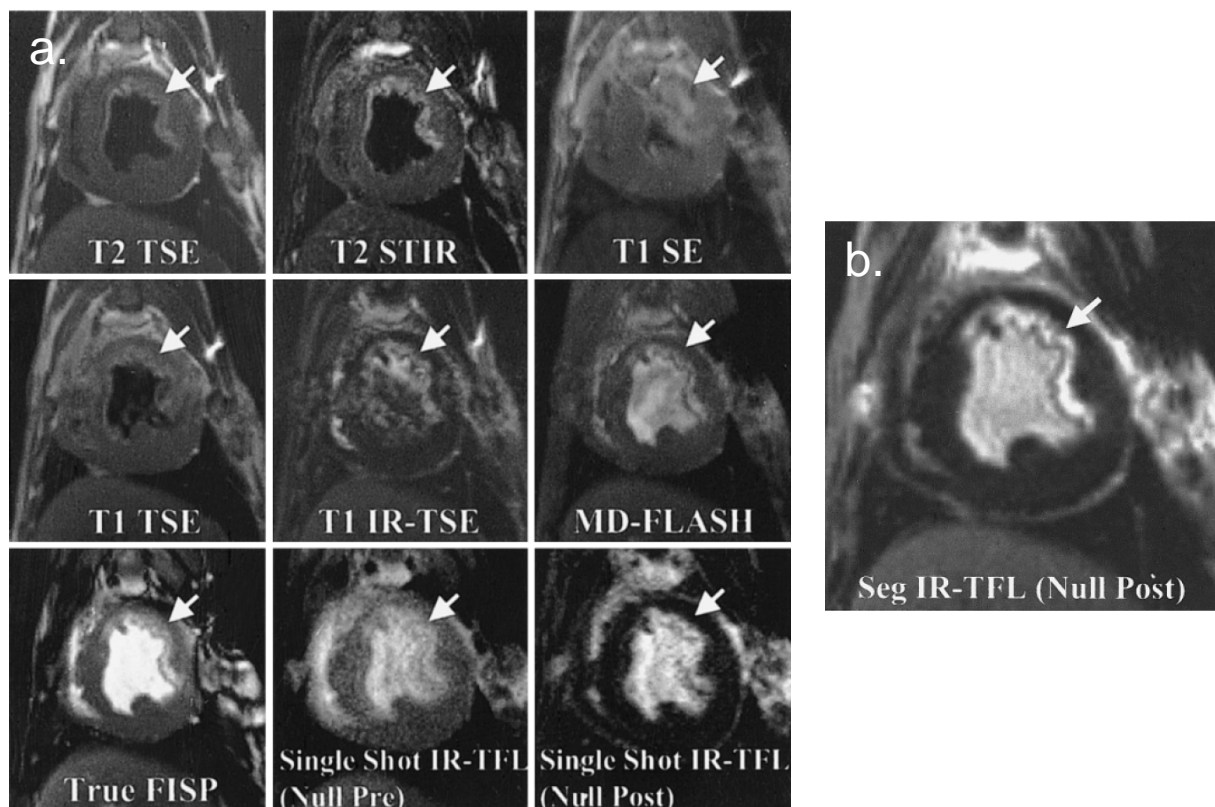 a.
T2 TSE
T2 STIR
T1 SE
T1 TSE
T1 IR-TSE
MD-FLASH
True FISP
Single Shot IR-TFL
(Null Pre)
Single Shot IR-TFL
(Null Post)
b.
Seg IR-TFL (Null Post)